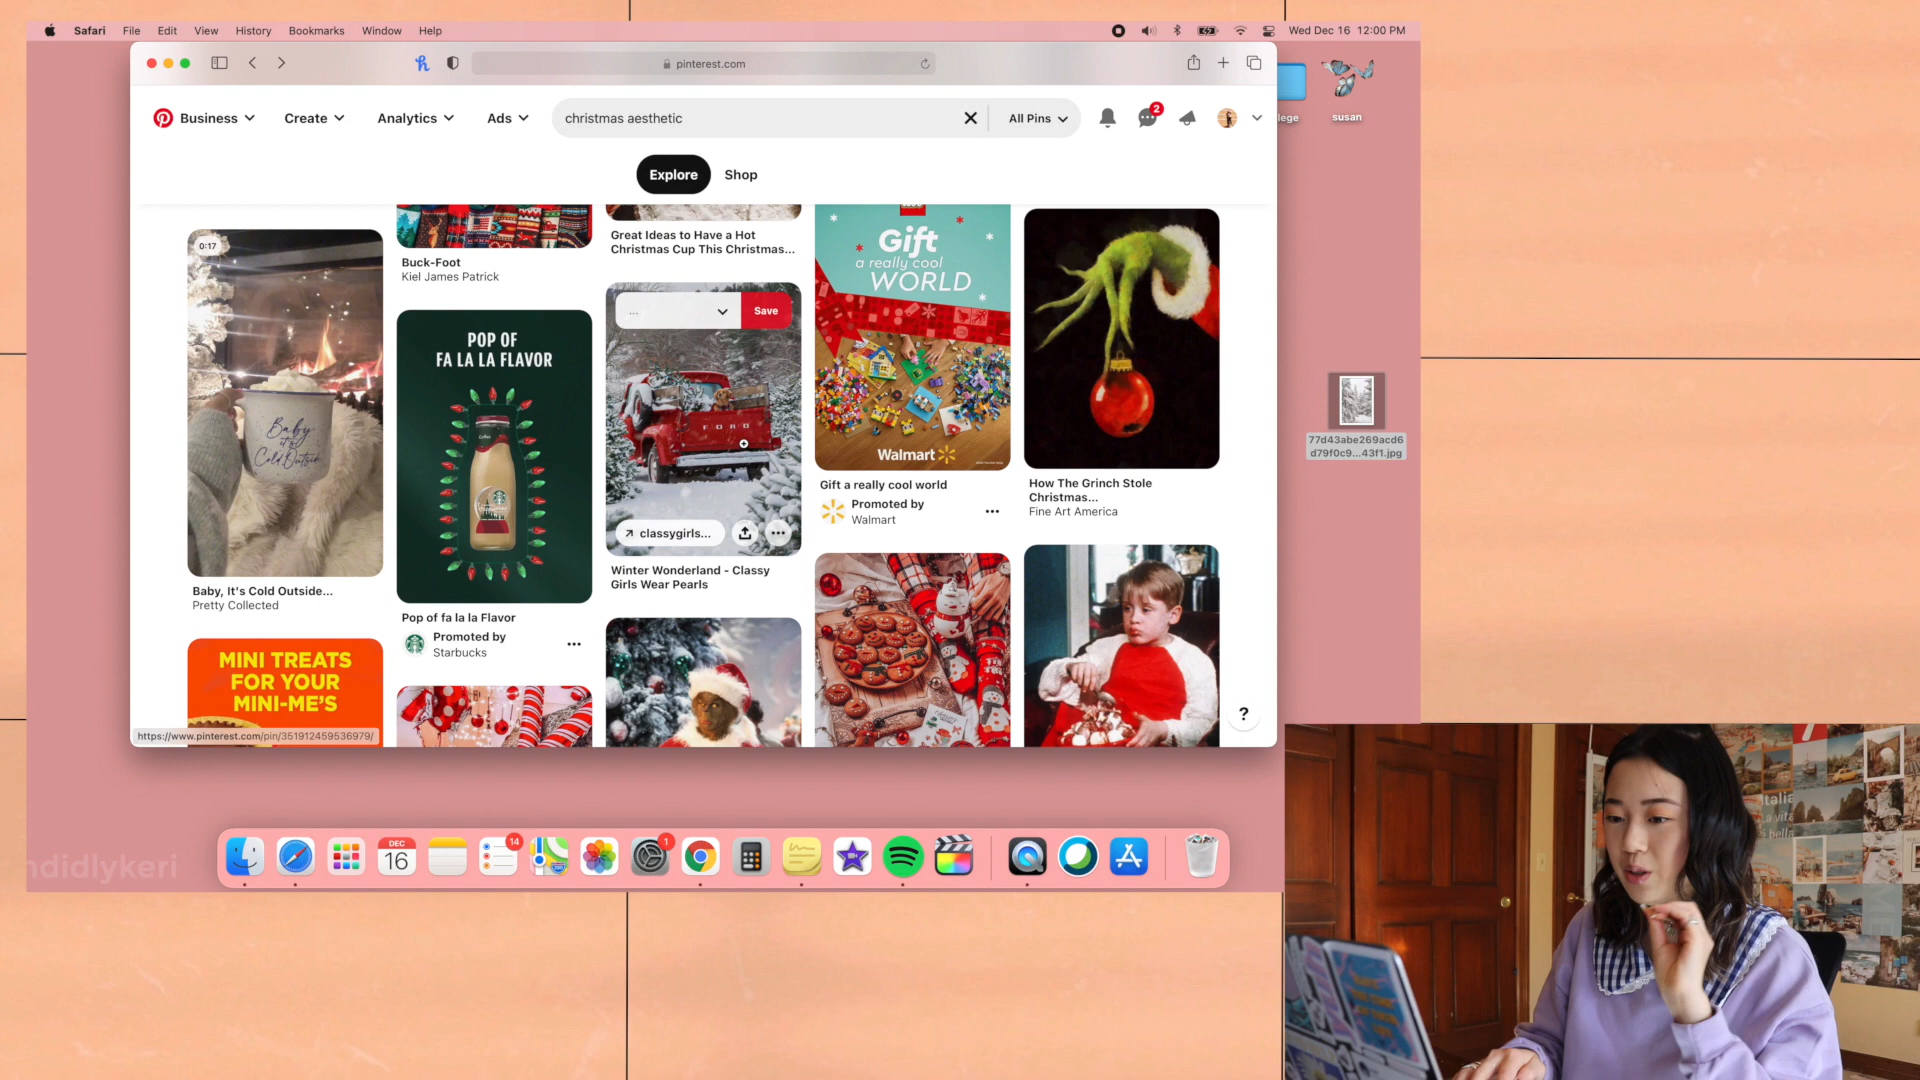 Safari File Edit View History Bookmarks Window Help
Wed Dec 16 12:00 PM
pinterest.com
Business Create Analytics Ads
christmas aesthetic
All Pins
2
Explore
Shop
lege
susan
0:17
Baby
it's
Cold Outside
Baby, It's Cold Outside...
Pretty Collected
MINI TREATS
FOR YOUR
MINI-ME'S
https://www.pinterest.com/pin/351912459536979/
Buck-Foot
Kiel James Patrick
POP OF
FA LA LA FLAVOR
Pop of fa la la Flavor
Promoted by
Starbucks
Great Ideas to Have a Hot
Christmas Cup This Christmas...
...
Save
FORD
classygirls...
Winter Wonderland - Classy
Girls Wear Pearls
Gift
a really cool
WORLD
Walmart
Gift a really cool world
Promoted by
Walmart
How The Grinch Stole
Christmas...
Fine Art America
?
77d43abe269acd6
d79f0c9...43f1.jpg
DEC
16
14
1
ndidlykeri